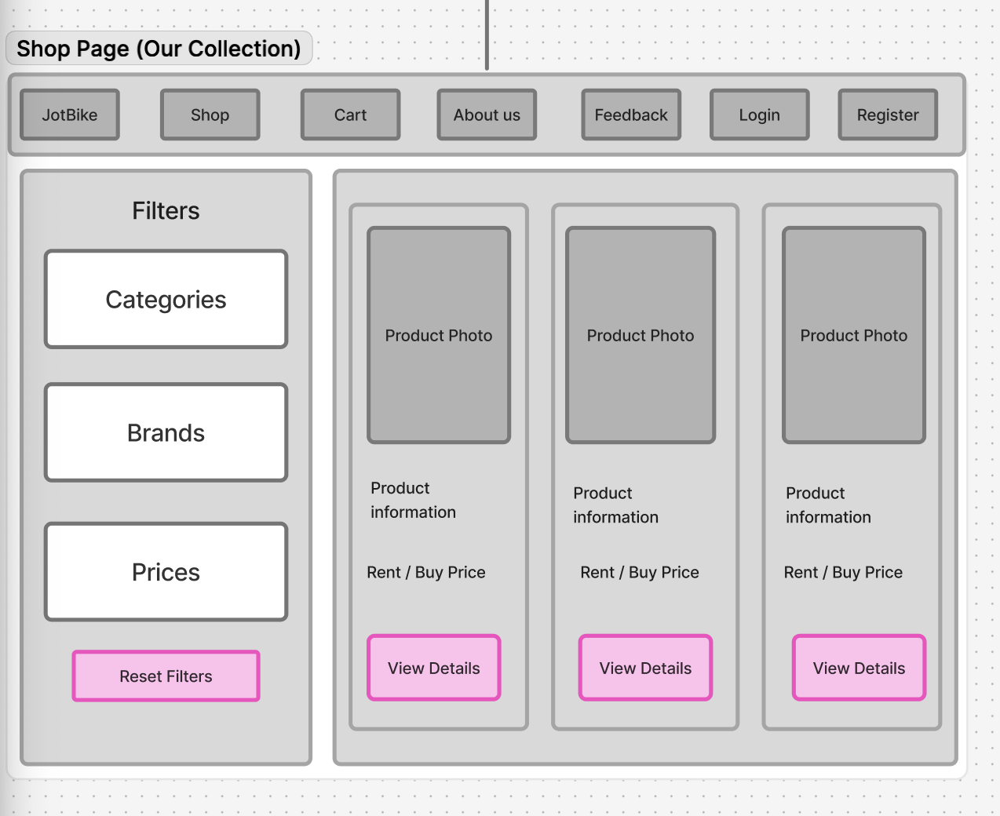 Shop Page (Our Collection)
JotBike
Shop
Cart
About us
Feedback
Login
Register
Filters
Categories
Brands
Prices
Reset Filters
Product Photo
Product
information
Rent / Buy Price
View Details
Product Photo
Product
information
Rent / Buy Price
View Details
Product Photo
Product
information
Rent / Buy Price
View Details